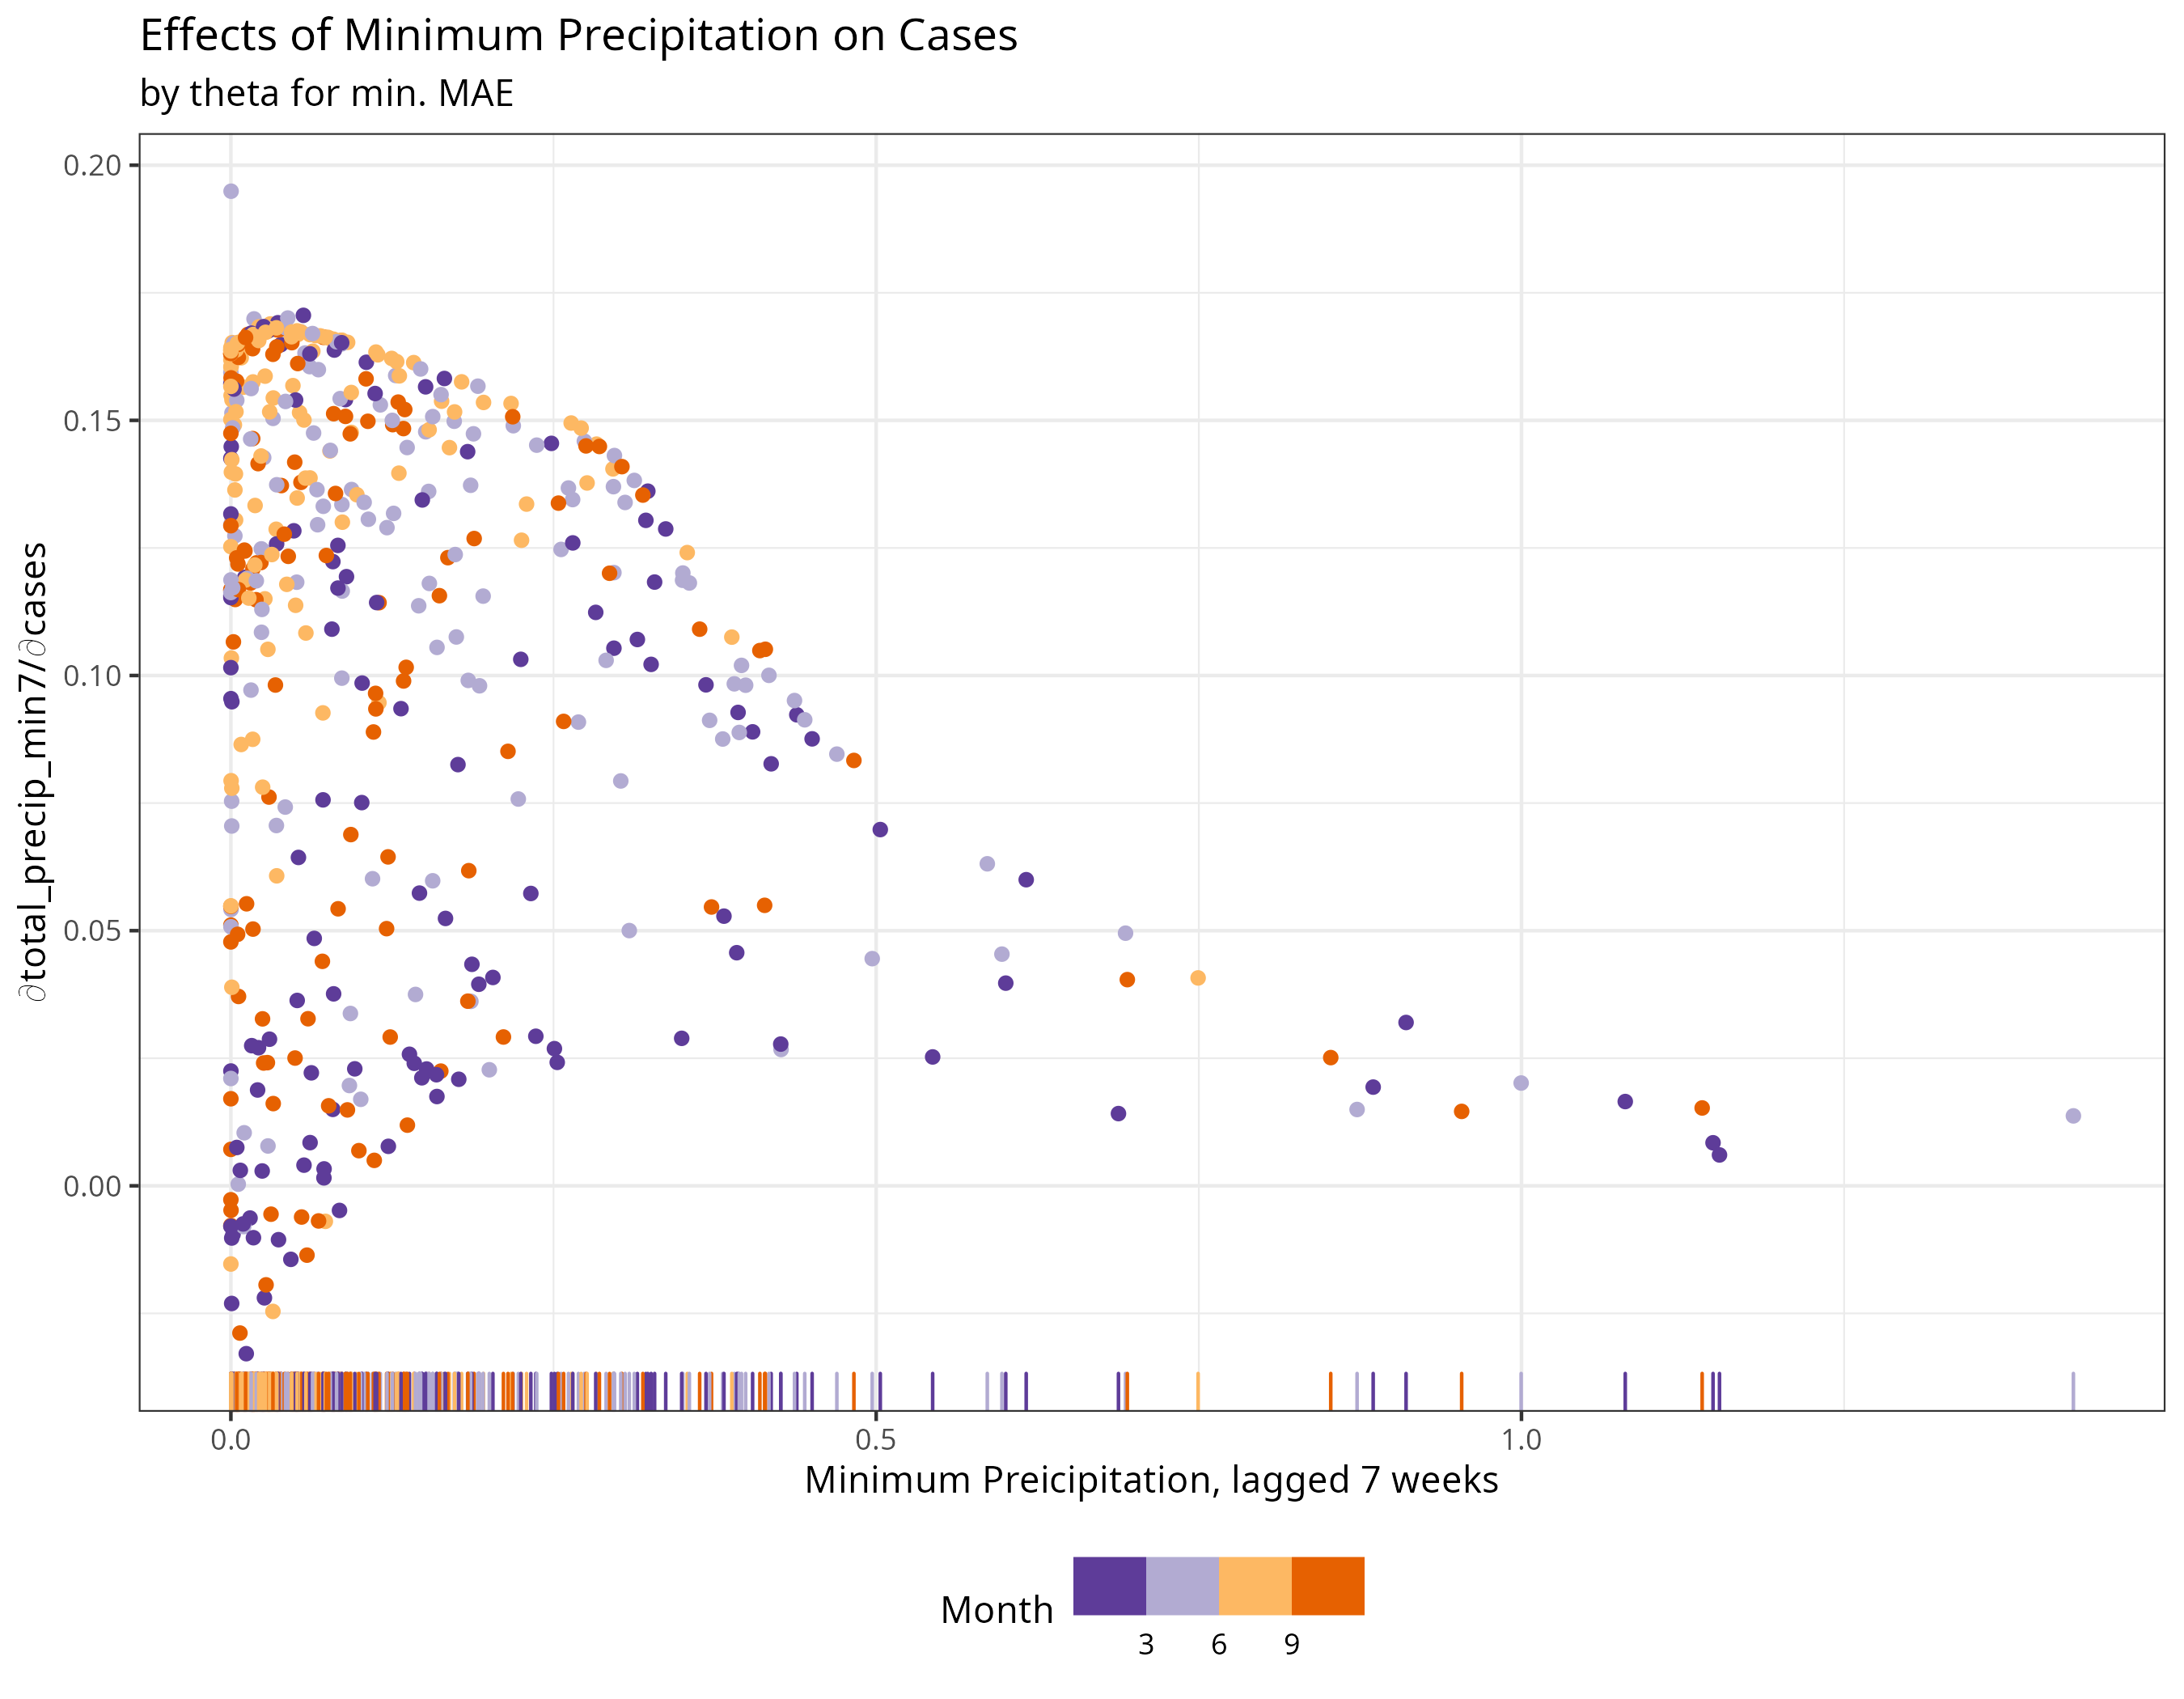 Effects of Minimum Precipitation on Cases
by theta for min. MAE
0.20
0.15
0.10
0.05
0.00
∂total_precip_min7/∂cases
0.0 0.5 1.0
Minimum Preicipitation, lagged 7 weeks
Month
3 6 9